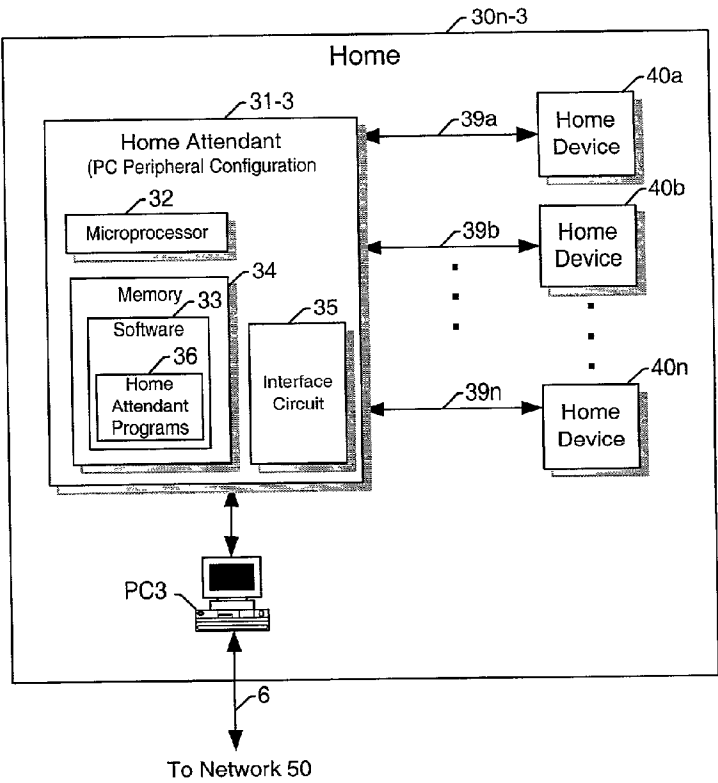 30n-3
Home
31-3
Home Attendant
(PC Peripheral Configuration
32
Microprocessor
34
Memory
33
Software
36
Home
Attendant
Programs
35
Interface
Circuit
39a
40a
Home
Device
39b
40b
Home
Device
39n
40n
Home
Device
PC3
6
To Network 50